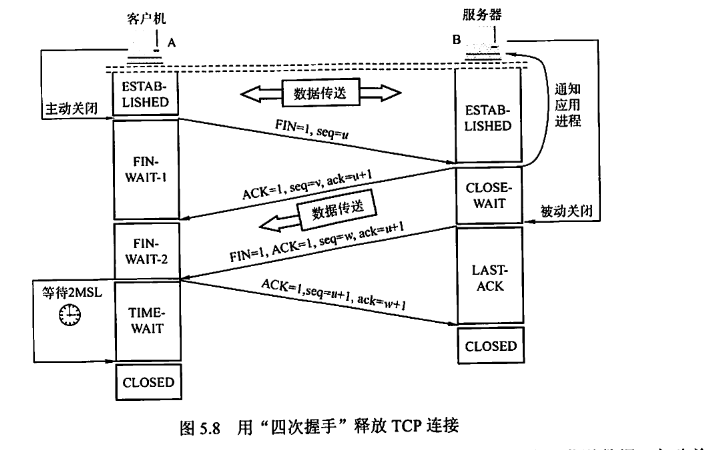 客户机
服务器
A
B
ESTAB-
LISHED
数据传送
主动关闭
FIN=1, seq=u
ESTAB-
LISHED
通知
应用
进程
FIN-
WAIT-1
ACK=1, seq=v, ack=u+1
CLOSE-
WAIT
数据传送
被动关闭
FIN-
WAIT-2
FIN=1, ACK=1, seq=w, ack=u+1
LAST-
ACK
等待2MSL
ACK=1,seq=u+1, ack=w+1
TIME-
WAIT
CLOSED
CLOSED
图 5.8 用“四次握手”释放 TCP 连接